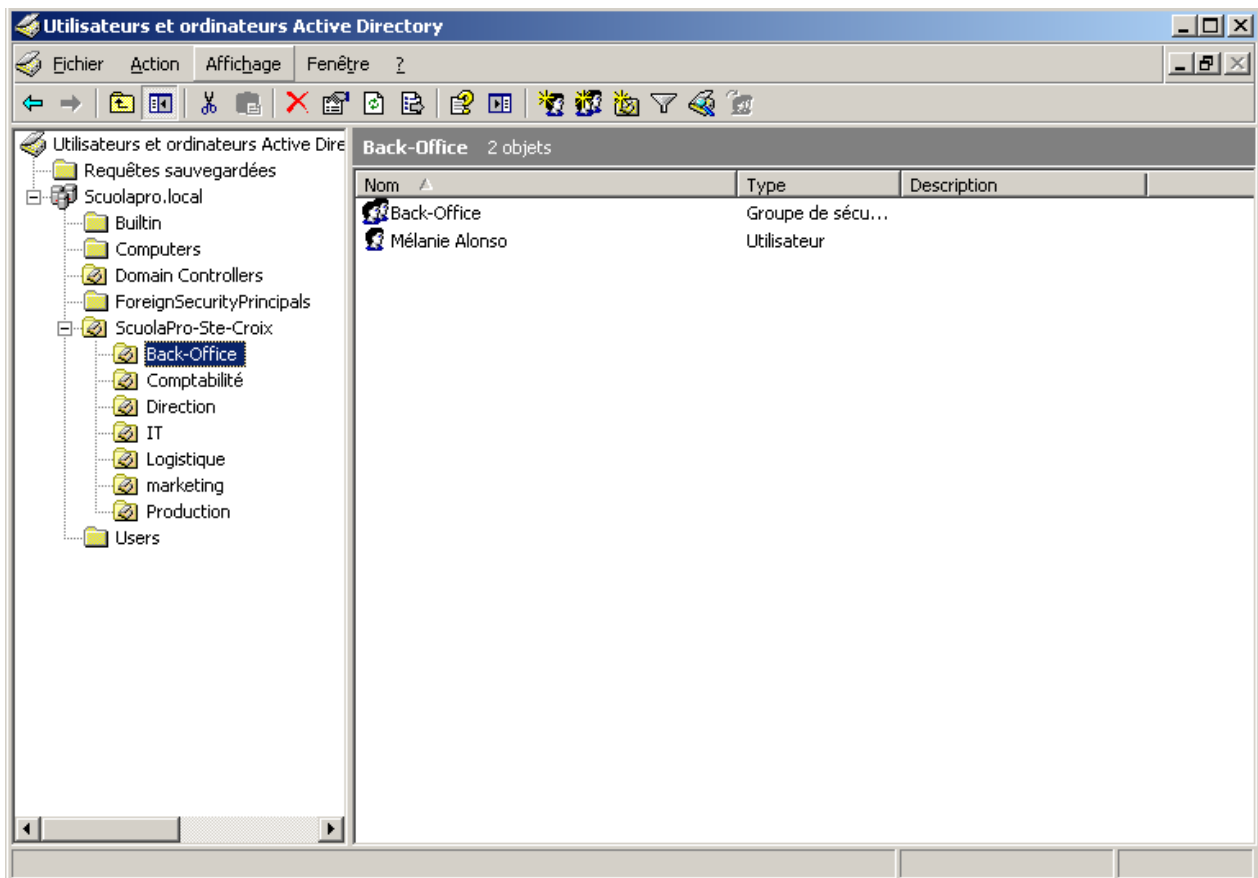 Utilisateurs et ordinateurs Active Directory
Fichier Action Affichage Fenêtre ?
Utilisateurs et ordinateurs Active Dire
Requêtes sauvegardées
Scuolapro.local
Builtin
Computers
Domain Controllers
ForeignSecurityPrincipals
ScuolaPro-Ste-Croix
Back-Office
Comptabilité
Direction
IT
Logistique
marketing
Production
Users
Back-Office 2 objets
Nom Type Description
Back-Office Groupe de sécu...
Mélanie Alonso Utilisateur